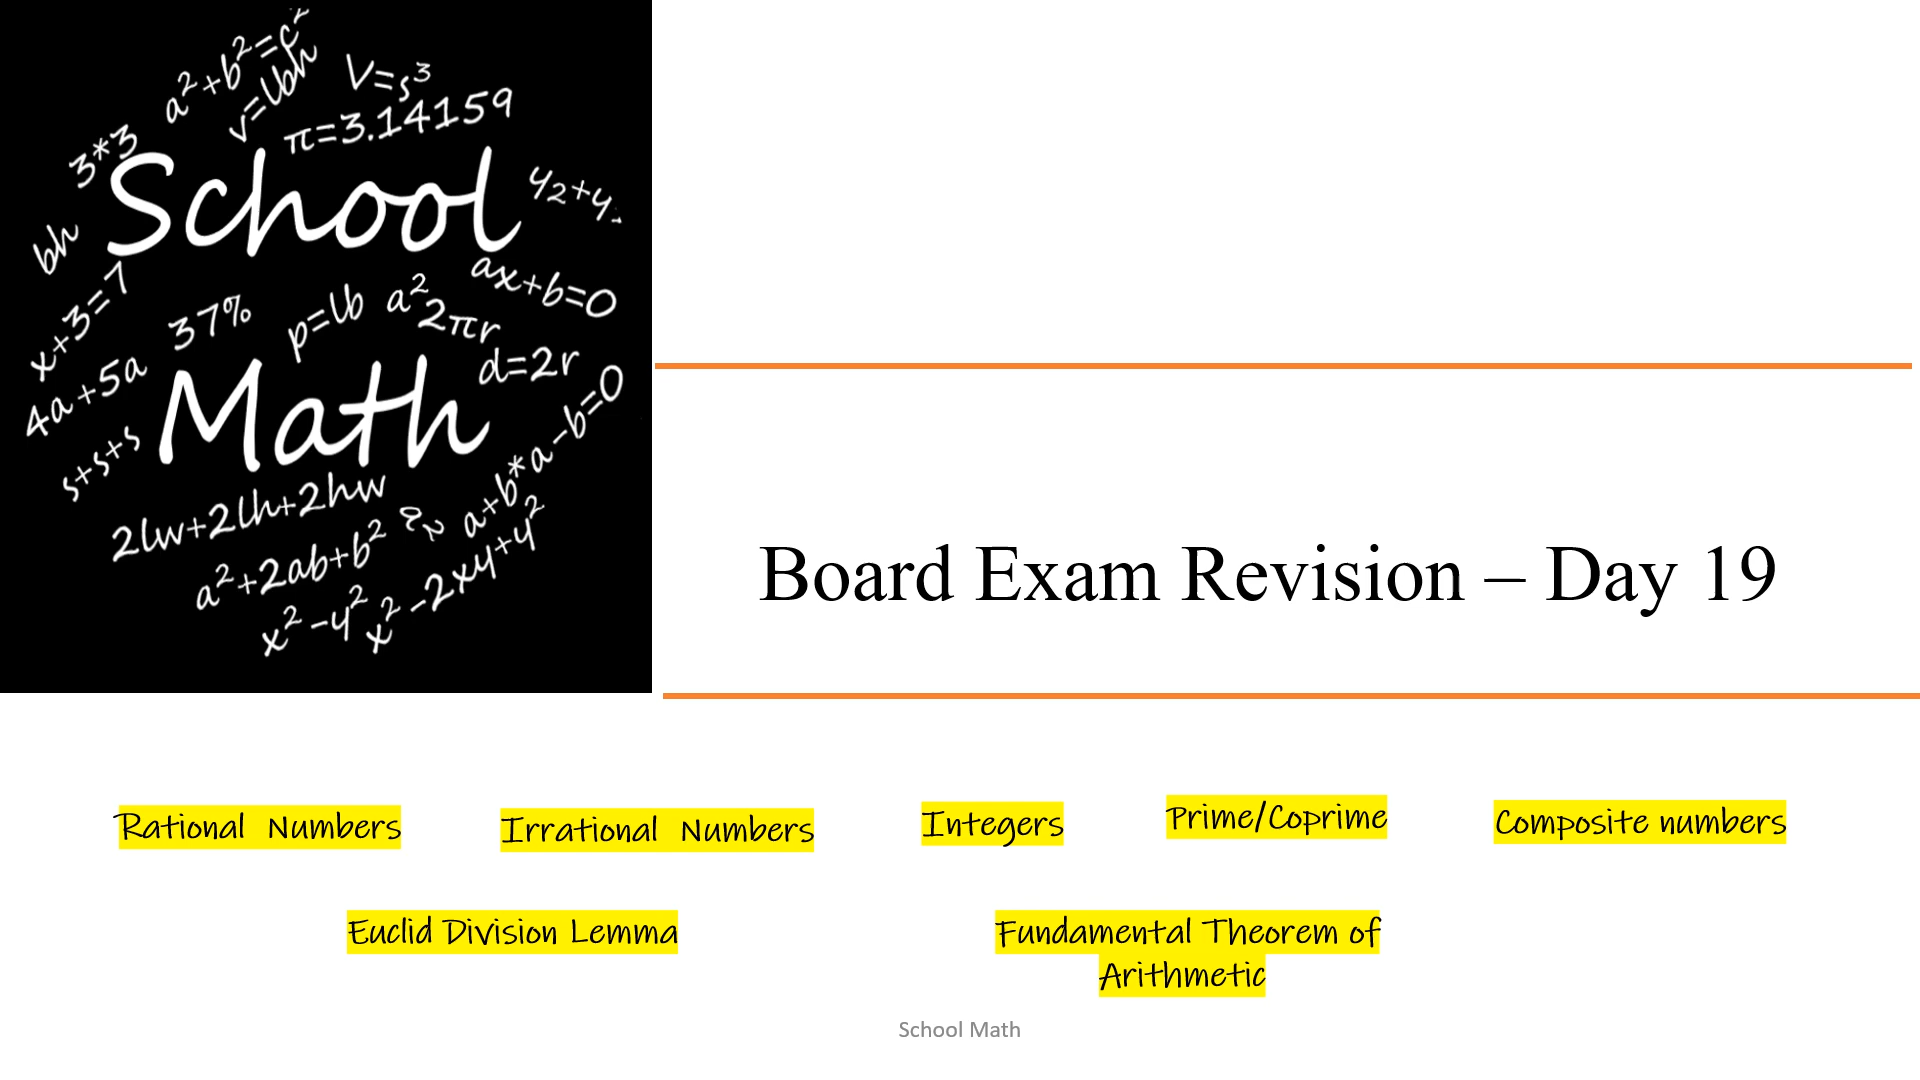 a²+b²=c²
v=lbh
V=s³
π=3.14159
3*3
School
y2+y2
bh
ax+b=0
x+3=7
37%
p=lb
a²
2πr
d=2r
4a+5a
Math
s+s+s
a+b*a-b=0
2lw+2lh+2hw
a²+2ab+b²
x²-y²
x²-2xy+y²
Board Exam Revision – Day 19
Rational Numbers
Irrational Numbers
Integers
Prime/Coprime
Composite numbers
Euclid Division Lemma
Fundamental Theorem of
Arithmetic
School Math